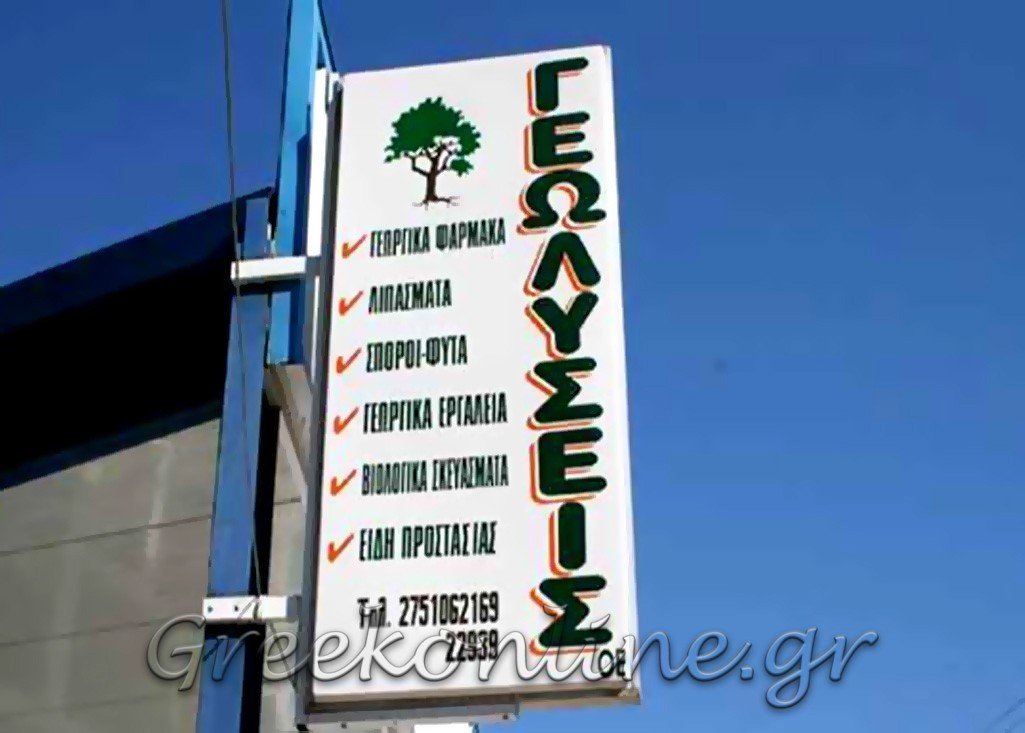 ΓΕΩΛΥΣΕΙΣ ΟΕ
ΓΕΩΡΓΙΚΑ ΦΑΡΜΑΚΑ
ΛΙΠΑΣΜΑΤΑ
ΣΠΟΡΟΙ-ΦΥΤΑ
ΓΕΩΡΓΙΚΑ ΕΡΓΑΛΕΙΑ
ΒΙΟΛΟΓΙΚΑ ΣΚΕΥΑΣΜΑΤΑ
ΕΙΔΗ ΠΡΟΣΤΑΣΙΑΣ
Τηλ. 2751062169
22939
Greekonline.gr